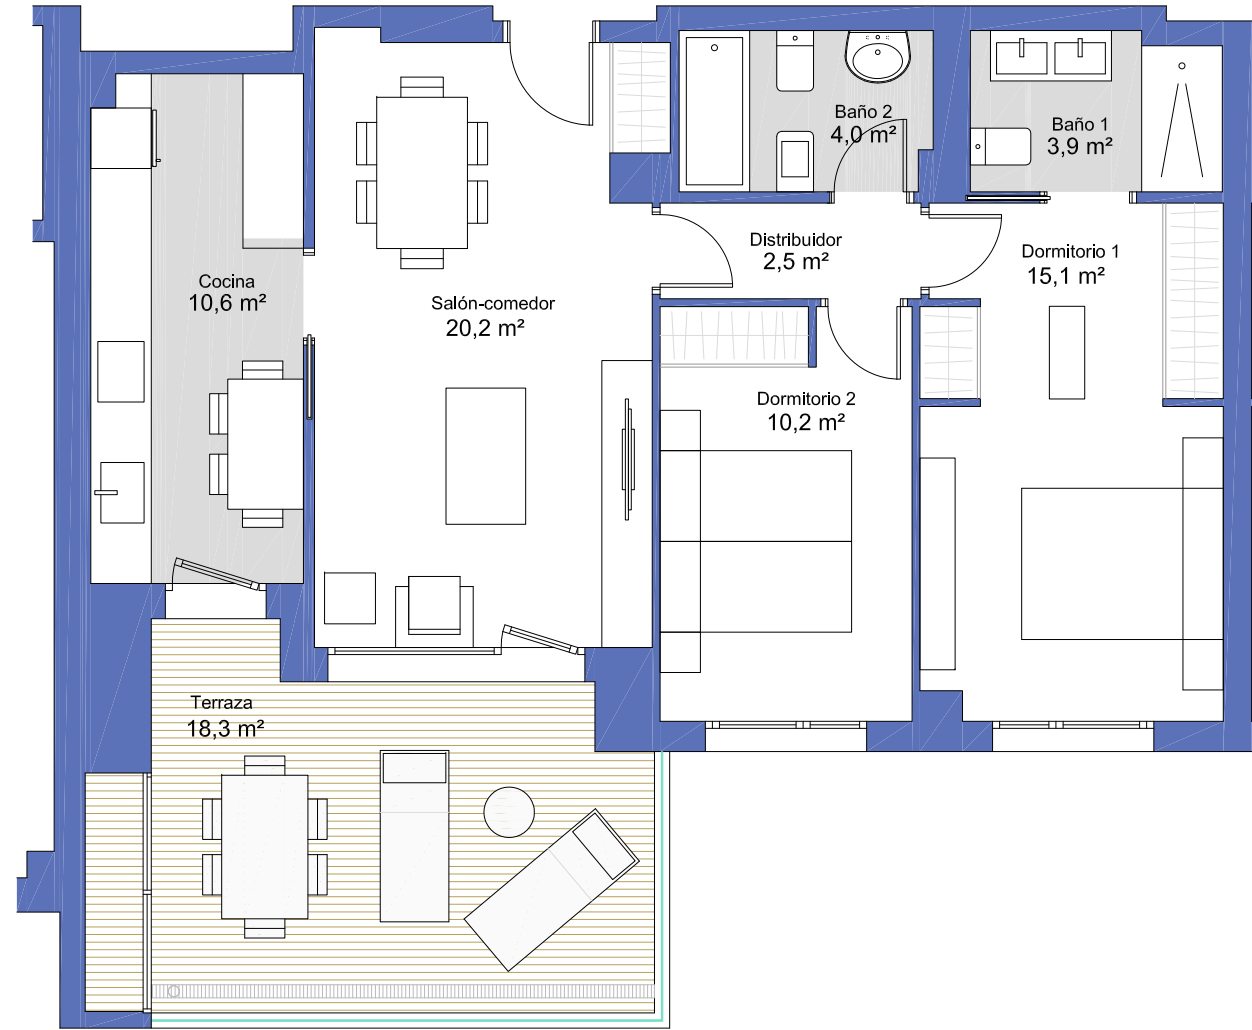 Baño 2
4,0 m²
Baño 1
3,9 m²
Distribuidor
2,5 m²
Dormitorio 1
15,1 m²
Cocina
10,6 m²
Salón-comedor
20,2 m²
Dormitorio 2
10,2 m²
Terraza
18,3 m²